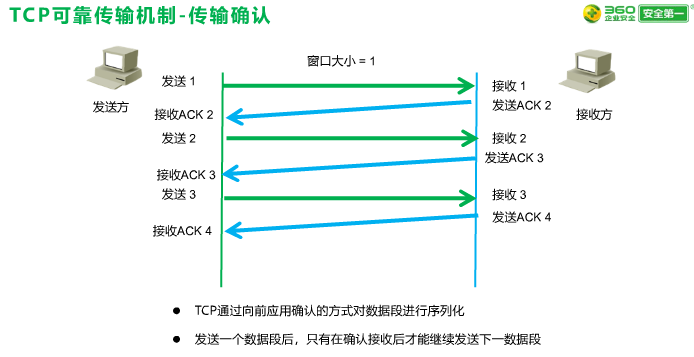 TCP可靠传输机制-传输确认
360
企业安全
安全第一
窗口大小 = 1
发送方
接收方
发送 1
接收 1
发送ACK 2
接收ACK 2
发送 2
接收 2
发送ACK 3
接收ACK 3
发送 3
接收 3
发送ACK 4
接收ACK 4
● TCP通过向前应用确认的方式对数据段进行序列化
● 发送一个数据段后，只有在确认接收后才能继续发送下一数据段